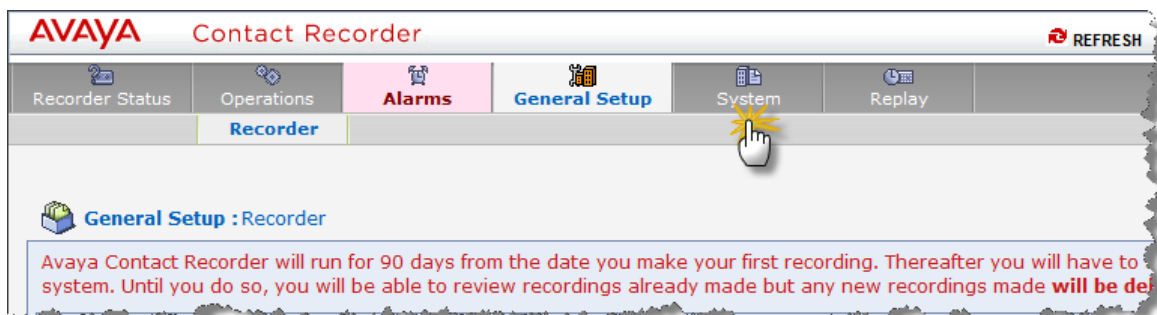 AVAYA Contact Recorder REFRESH
Recorder Status Operations Alarms General Setup System Replay
Recorder
General Setup : Recorder
Avaya Contact Recorder will run for 90 days from the date you make your first recording. Thereafter you will have to
system. Until you do so, you will be able to review recordings already made but any new recordings made will be